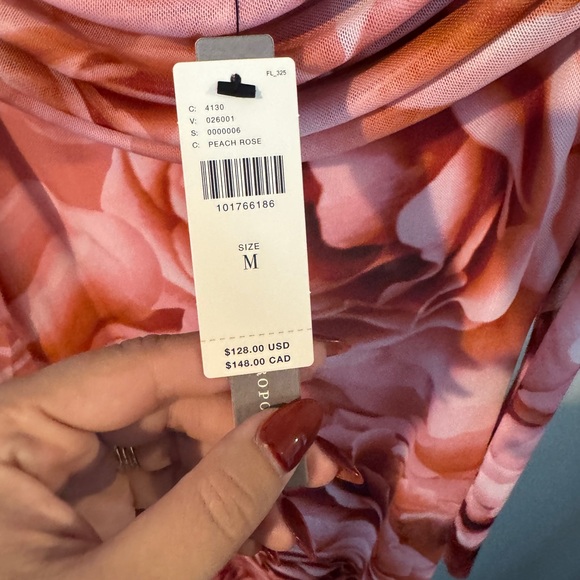 FL_325
C: 4130
V: 026001
S: 0000006
C: PEACH ROSE
101766186
SIZE
M
$128.00 USD
$148.00 CAD